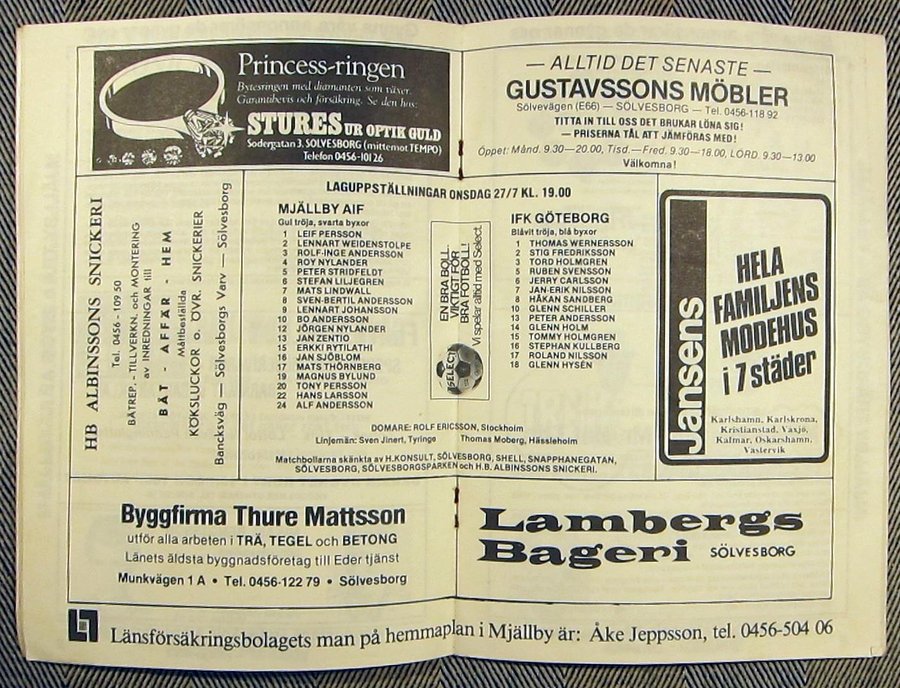 Princess-ringen
Bytesringen med diamanten som växer.
Garantibevis och försäkring. Se den hos:
STURES UR OPTIK GULD
Södergatan 3, SÖLVESBORG (mittemot TEMPO)
Telefon 0456-101 26
— ALLTID DET SENASTE —
GUSTAVSSONS MÖBLER
Sölvevägen (E66) — SÖLVESBORG — Tel. 0456-118 92
TITTA IN TILL OSS DET BRUKAR LÖNA SIG!
— PRISERNA TÅL ATT JÄMFÖRAS MED!
Öppet: Månd. 9.30—20.00, Tisd.—Fred. 9.30—18.00, LÖRD. 9.30—13.00
Välkomna!
HB ALBINSSONS SNICKERI
Tel. 0456 - 109 50
BÅTREP. - TILLVERKN. och MONTERING
av INREDNINGAR till
BÅT - AFFÄR - HEM
Måttbeställda
KÖKSLUCKOR o. ÖVR. SNICKERIER
Bancksväg — Sölvesborgs Varv — Sölvesborg
LAGUPPSTÄLLNINGAR ONSDAG 27/7 KL. 19.00
MJÄLLBY AIF
Gul tröja, svarta byxor
1 LEIF PERSSON
2 LENNART WEIDENSTOLPE
3 ROLF-INGE ANDERSSON
4 ROY NYLANDER
5 PETER STRIDFELDT
6 STEFAN LILJEGREN
7 MATS LINDWALL
8 SVEN-BERTIL ANDERSSON
9 LENNART JOHANSSON
10 BO ANDERSSON
12 JÖRGEN NYLANDER
13 JAN ZENTIO
15 ERKKI RYTILATHI
16 JAN SJÖBLOM
17 MATS THÖRNBERG
19 MAGNUS BYLUND
20 TONY PERSSON
22 HANS LARSSON
24 ALF ANDERSSON
EN BRA BOLL...
VIKTIGT FÖR
BRA FOTBOLL!
Vi spelar alltid med Select.
SELECT
IFK GÖTEBORG
Blåvit tröja, blå byxor
1 THOMAS WERNERSSON
2 STIG FREDRIKSSON
3 TORD HOLMGREN
5 RUBEN SVENSSON
6 JERRY CARLSSON
7 JAN-ERIK NILSSON
8 HÅKAN SANDBERG
10 GLENN SCHILLER
13 PETER ANDERSSON
14 GLENN HOLM
15 TOMMY HOLMGREN
16 STEPHAN KULLBERG
17 ROLAND NILSSON
18 GLENN HYSÉN
DOMARE: ROLF ERICSSON, Stockholm
Linjemän: Sven Jinert, Tyringe Thomas Moberg, Hässleholm
Matchbollarna skänkta av H.KONSULT, SÖLVESBORG, SHELL, SNAPPHANEGATAN,
SÖLVESBORG, SÖLVESBORGSPARKEN och H.B. ALBINSSONS SNICKERI.
Jansens
HELA
FAMILJENS
MODEHUS
i 7 städer
Karlshamn, Karlskrona,
Kristianstad, Växjö,
Kalmar, Oskarshamn,
Västervik
Byggfirma Thure Mattsson
utför alla arbeten i TRÄ, TEGEL och BETONG
Länets äldsta byggnadsföretag till Eder tjänst
Munkvägen 1 A • Tel. 0456-122 79 • Sölvesborg
Lambergs
Bageri SÖLVESBORG
Länsförsäkringsbolagets man på hemmaplan i Mjällby är: Åke Jeppsson, tel. 0456-504 06